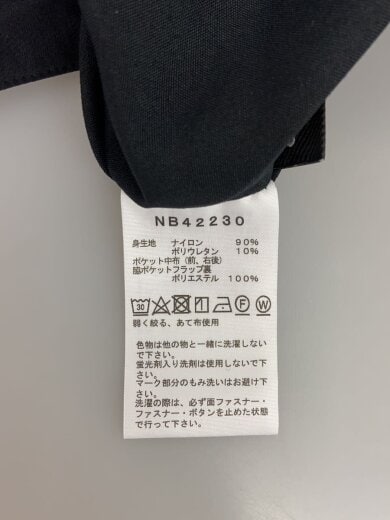 NB42230
身生地 ナイロン 90%
ポリウレタン 10%
ポケット中布(前、右後)
脇ポケットフラップ裏
ポリエステル 100%
30 F W
弱く絞る、あて布使用
色物は他の物と一緒に洗濯しない
で下さい。
蛍光剤入り洗剤は使用しないで下
さい。
マーク部分のもみ洗いはお避け下
さい。
洗濯の際は、必ず面ファスナー・
ファスナー・ボタンを止めた状態
で行って下さい。